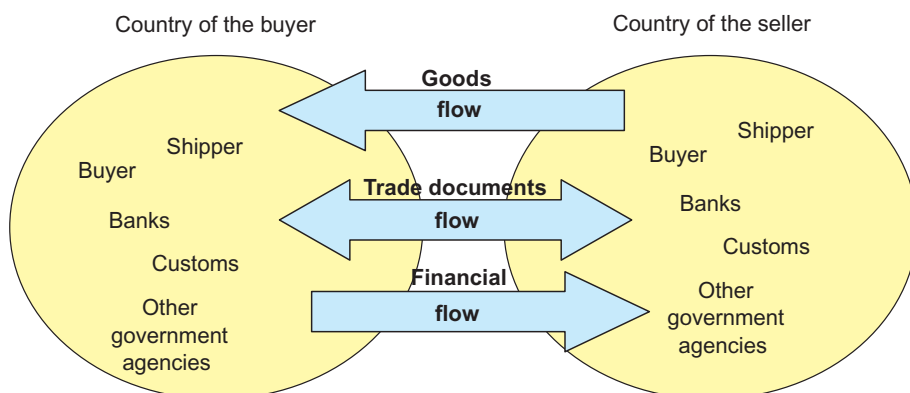 Country of the buyer
Country of the seller
Goods
flow
Shipper
Buyer
Banks
Customs
Other
government
agencies
Trade documents
flow
Financial
flow
Shipper
Buyer
Banks
Customs
Other
government
agencies